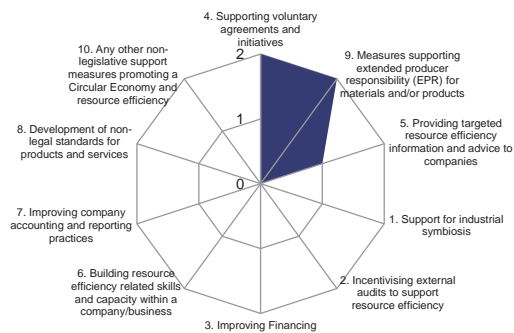 4. Supporting voluntary
agreements and
initiatives
9. Measures supporting
extended producer
responsibility (EPR) for
materials and/or products
5. Providing targeted
resource efficiency
information and advice to
companies
1. Support for industrial
symbiosis
2. Incentivising external
audits to support
resource efficiency
3. Improving Financing
6. Building resource
efficiency related skills
and capacity within a
company/business
7. Improving company
accounting and reporting
practices
8. Development of non-
legal standards for
products and services
10. Any other non-
legislative support
measures promoting a
Circular Economy and
resource efficiency
2
1
0